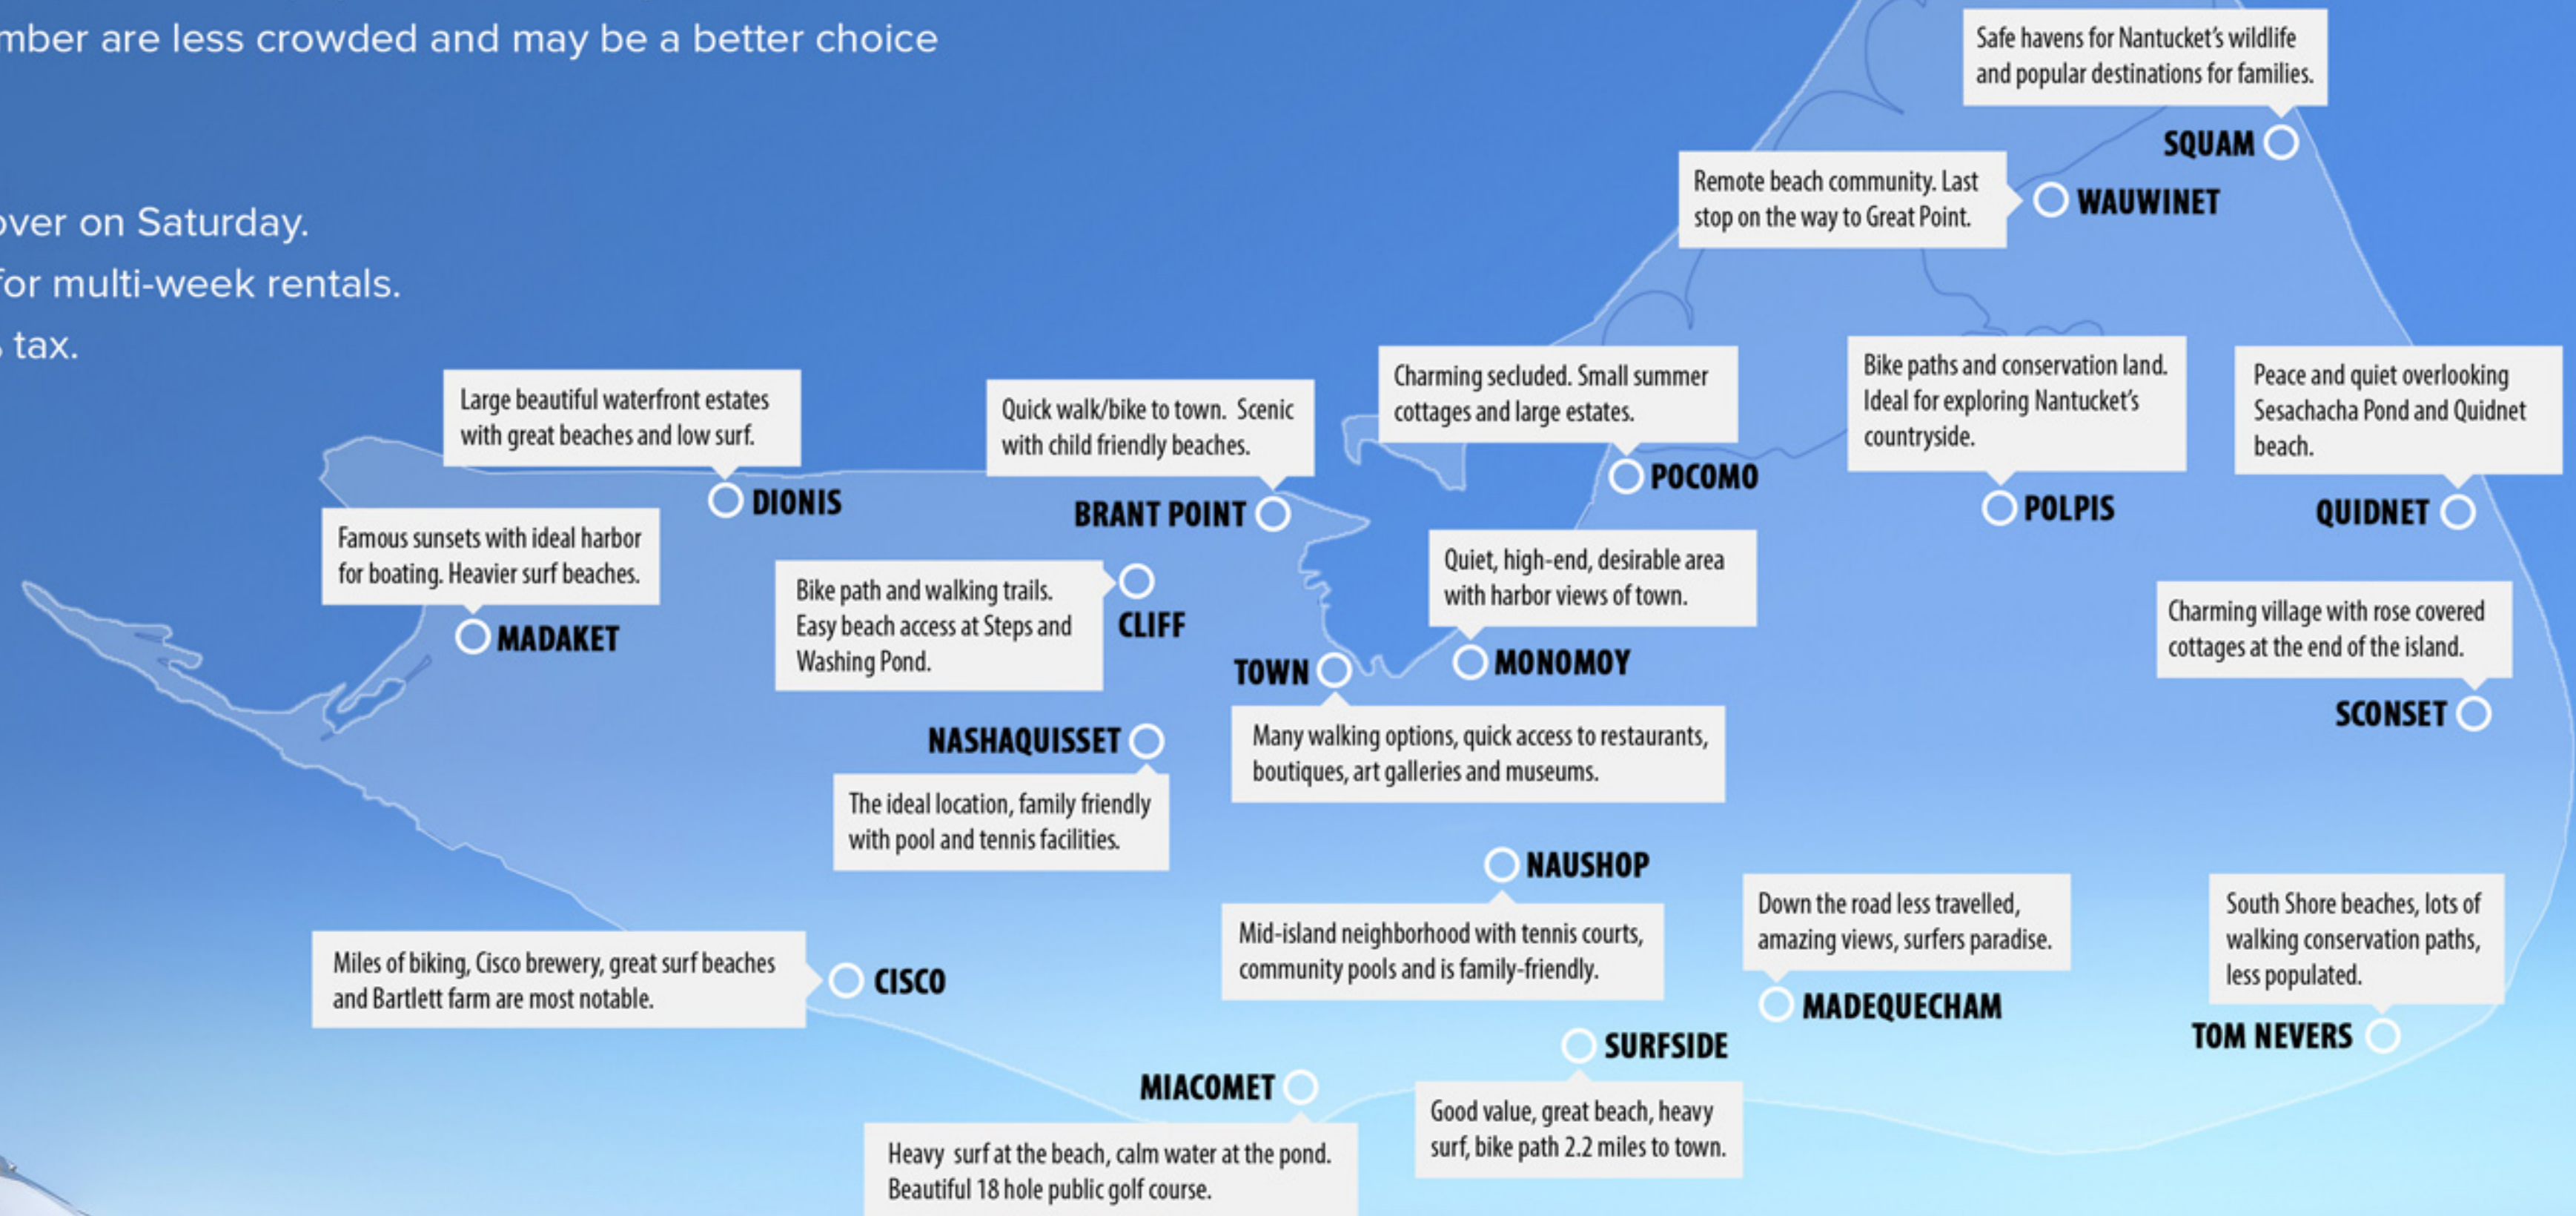 mber are less crowded and may be a better choice
over on Saturday.
for multi-week rentals.
tax.
Safe havens for Nantucket's wildlife
and popular destinations for families.
SQUAM
Remote beach community. Last
stop on the way to Great Point.
WAUWINET
Large beautiful waterfront estates
with great beaches and low surf.
DIONIS
Quick walk/bike to town.  Scenic
with child friendly beaches.
BRANT POINT
Charming secluded. Small summer
cottages and large estates.
POCOMO
Bike paths and conservation land.
Ideal for exploring Nantucket's
countryside.
POLPIS
Peace and quiet overlooking
Sesachacha Pond and Quidnet
beach.
QUIDNET
Famous sunsets with ideal harbor
for boating. Heavier surf beaches.
MADAKET
Bike path and walking trails.
Easy beach access at Steps and
Washing Pond.
CLIFF
Quiet, high-end, desirable area
with harbor views of town.
MONOMOY
Charming village with rose covered
cottages at the end of the island.
SCONSET
TOWN
Many walking options, quick access to restaurants,
boutiques, art galleries and museums.
NASHAQUISSET
The ideal location, family friendly
with pool and tennis facilities.
NAUSHOP
Mid-island neighborhood with tennis courts,
community pools and is family-friendly.
Down the road less travelled,
amazing views, surfers paradise.
MADEQUECHAM
South Shore beaches, lots of
walking conservation paths,
less populated.
TOM NEVERS
Miles of biking, Cisco brewery, great surf beaches
and Bartlett farm are most notable.
CISCO
SURFSIDE
Good value, great beach, heavy
surf, bike path 2.2 miles to town.
MIACOMET
Heavy  surf at the beach, calm water at the pond.
Beautiful 18 hole public golf course.